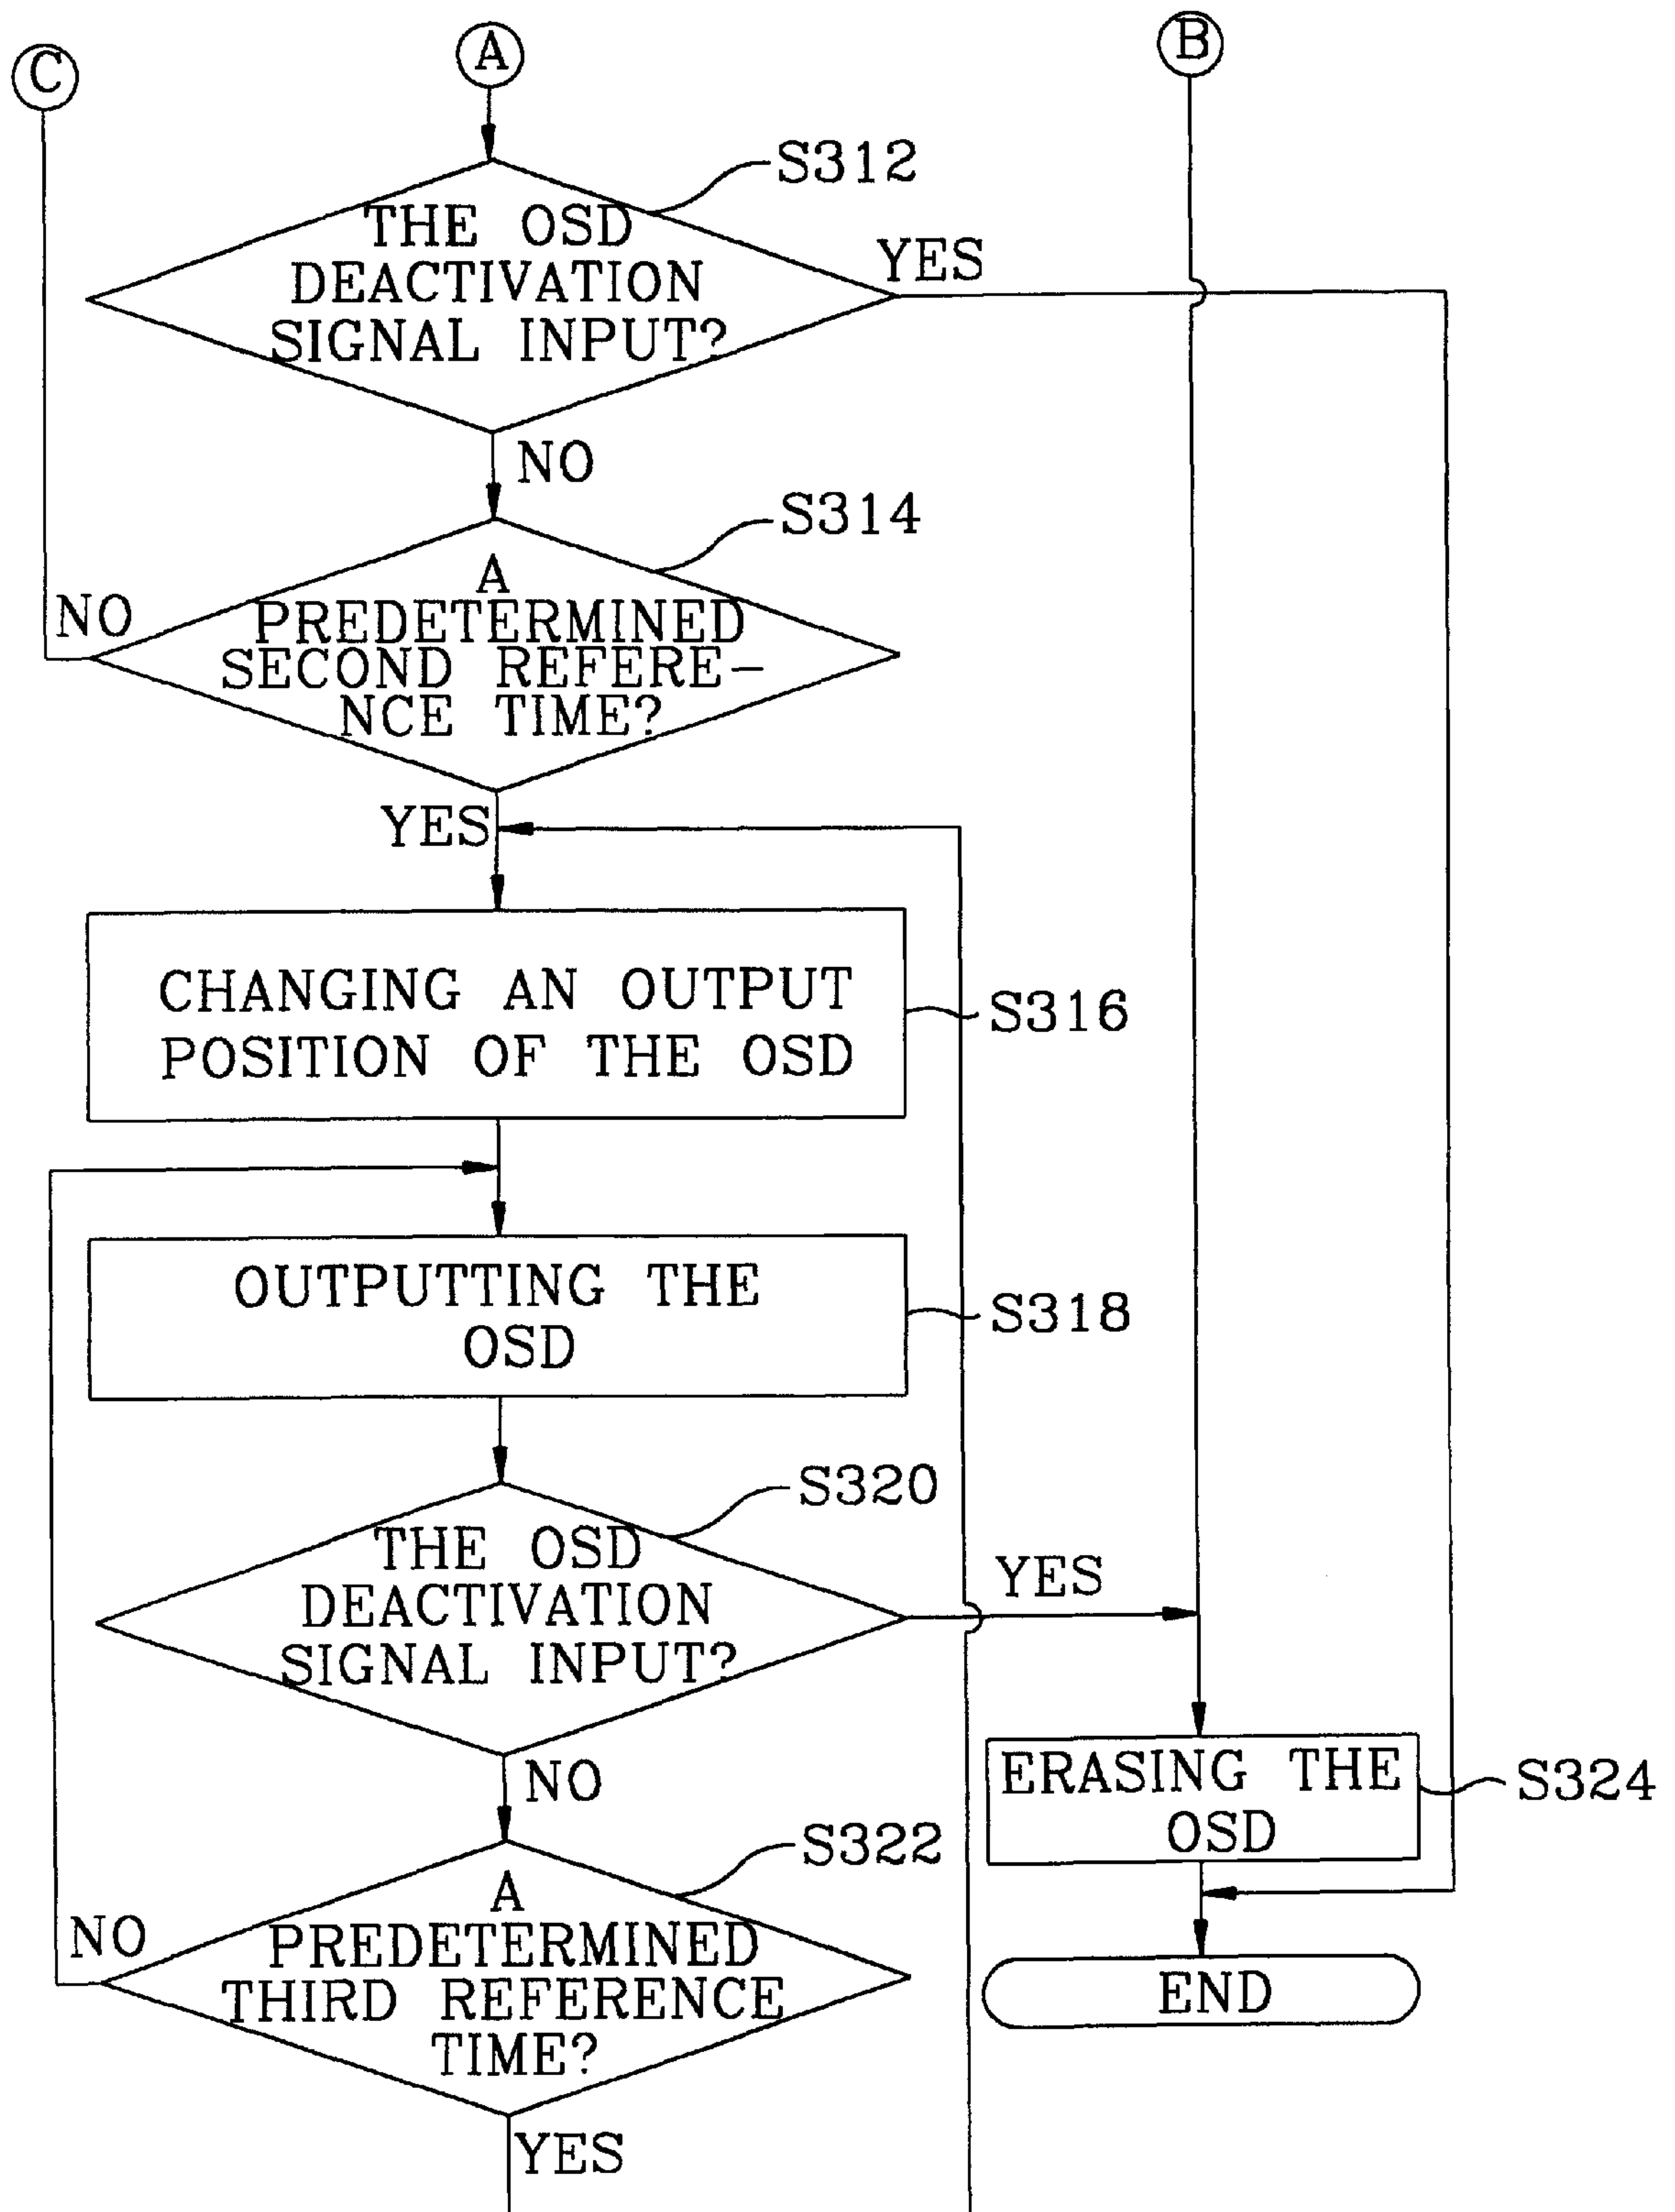 C
A
B
S312
THE OSD
DEACTIVATION
SIGNAL INPUT?
YES
NO
S314
A
PREDETERMINED
SECOND REFERE-
NCE TIME?
NO
YES
CHANGING AN OUTPUT
POSITION OF THE OSD
S316
OUTPUTTING THE
OSD
S318
S320
THE OSD
DEACTIVATION
SIGNAL INPUT?
YES
NO
ERASING THE
OSD
S324
S322
A
PREDETERMINED
THIRD REFERENCE
TIME?
NO
END
YES